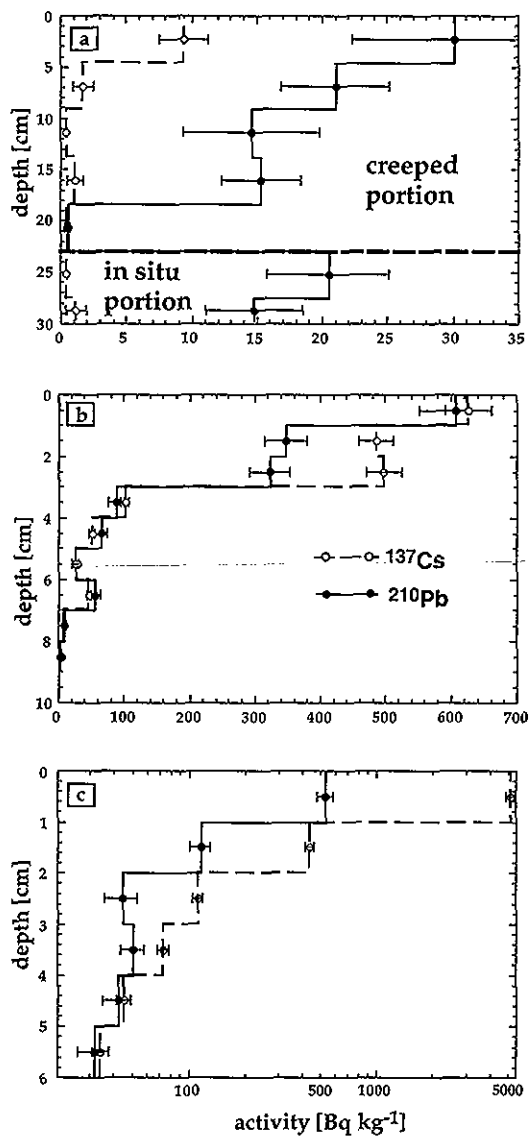 a
0
5
10
15
20
25
30
depth [cm]
creeped
portion
in situ
portion
0 5 10 15 20 25 30 35
b
0
2
4
6
8
10
depth [cm]
137Cs
210Pb
0 100 200 300 400 500 600 700
c
0
1
2
3
4
5
6
depth [cm]
100 500 1000 5000
activity [Bq kg-1]